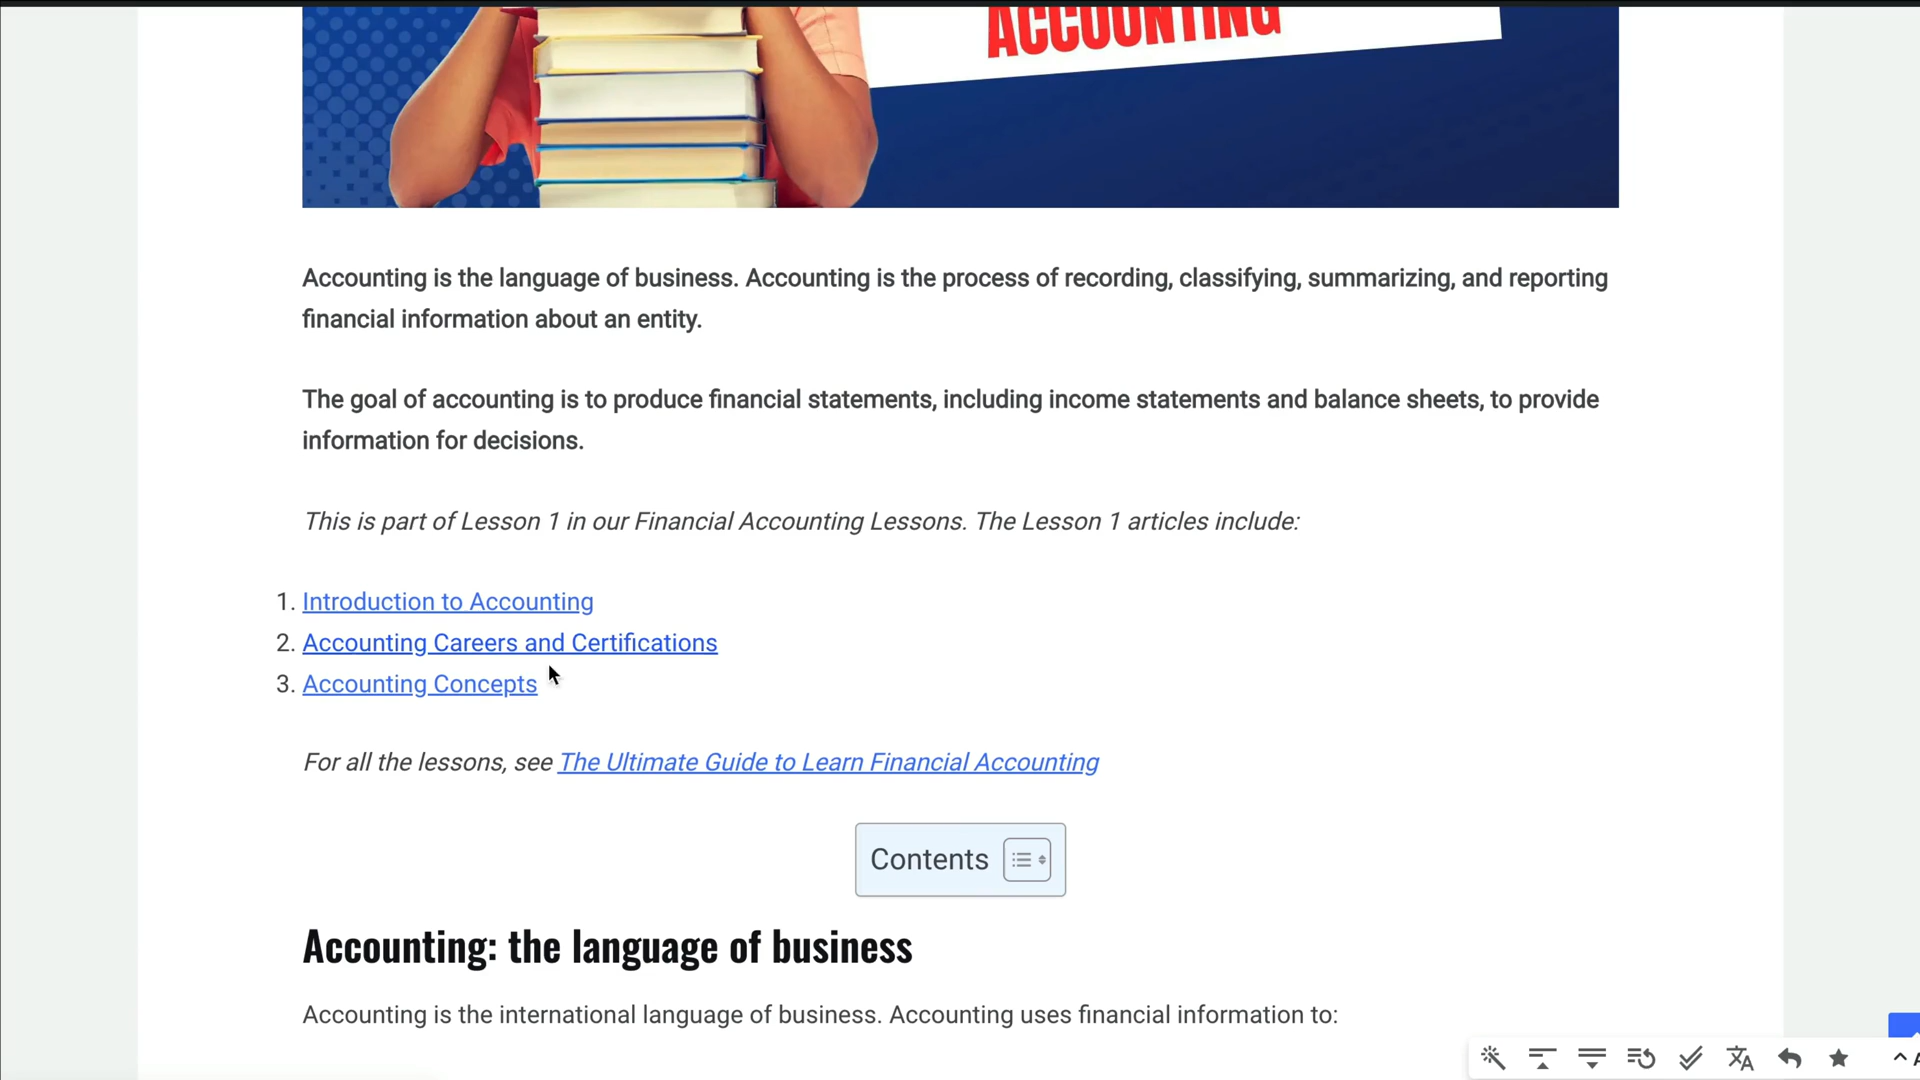 ACCOUNTING
Accounting is the language of business. Accounting is the process of recording, classifying, summarizing, and reporting
financial information about an entity.
The goal of accounting is to produce financial statements, including income statements and balance sheets, to provide
information for decisions.
This is part of Lesson 1 in our Financial Accounting Lessons. The Lesson 1 articles include:
1. Introduction to Accounting
2. Accounting Careers and Certifications
3. Accounting Concepts
For all the lessons, see The Ultimate Guide to Learn Financial Accounting
Contents
Accounting: the language of business
Accounting is the international language of business. Accounting uses financial information to: